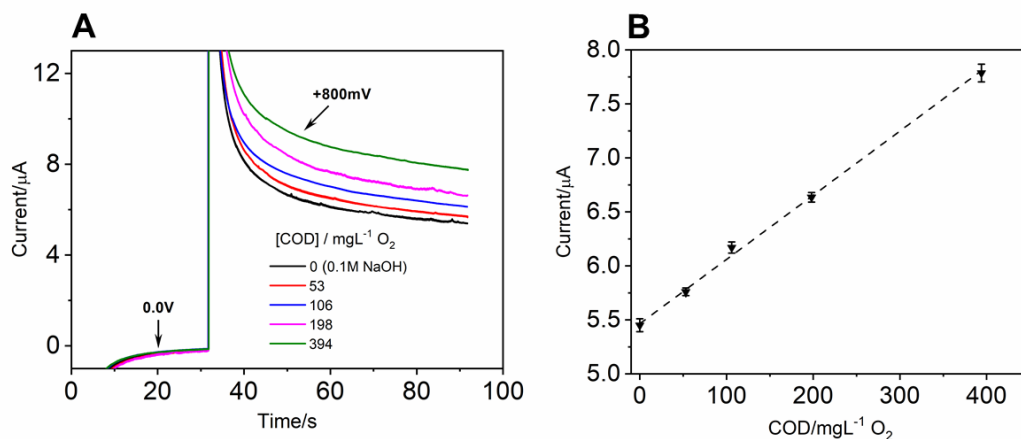 A
12
8
4
0
0
20
40
60
80
100
Current/μA
Time/s
+800mV
0.0V
[COD] / mgL⁻¹ O₂
0 (0.1M NaOH)
53
106
198
394
B
8.0
7.5
7.0
6.5
6.0
5.5
5.0
0
100
200
300
400
Current/μA
COD/mgL⁻¹ O₂